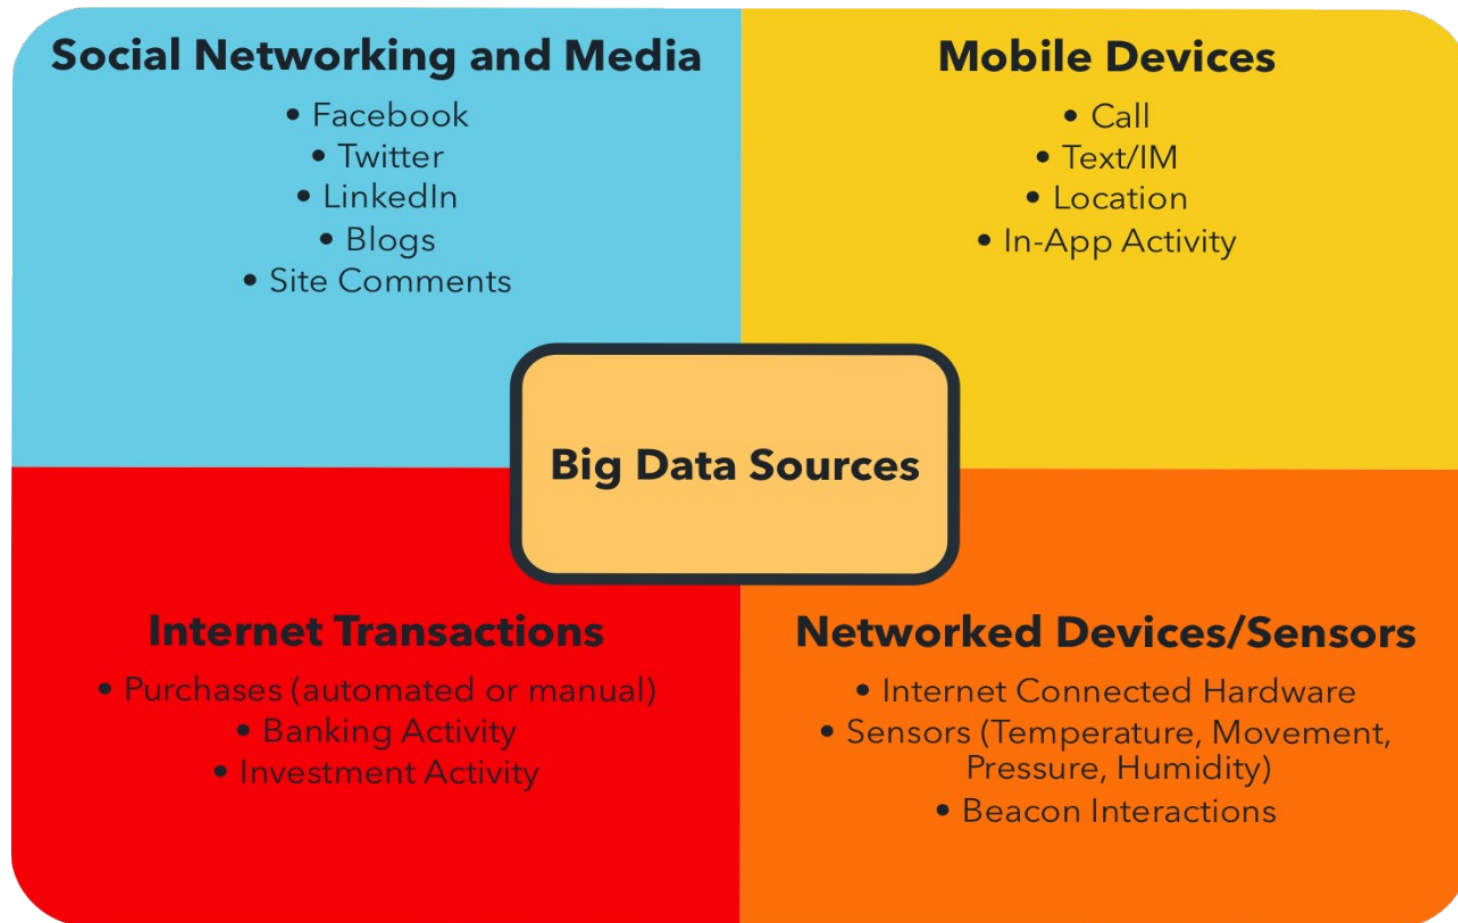 Social Networking and Media
• Facebook
• Twitter
• LinkedIn
• Blogs
• Site Comments
Mobile Devices
• Call
• Text/IM
• Location
• In-App Activity
Big Data Sources
Internet Transactions
• Purchases (automated or manual)
• Banking Activity
• Investment Activity
Networked Devices/Sensors
• Internet Connected Hardware
• Sensors (Temperature, Movement,
Pressure, Humidity)
• Beacon Interactions